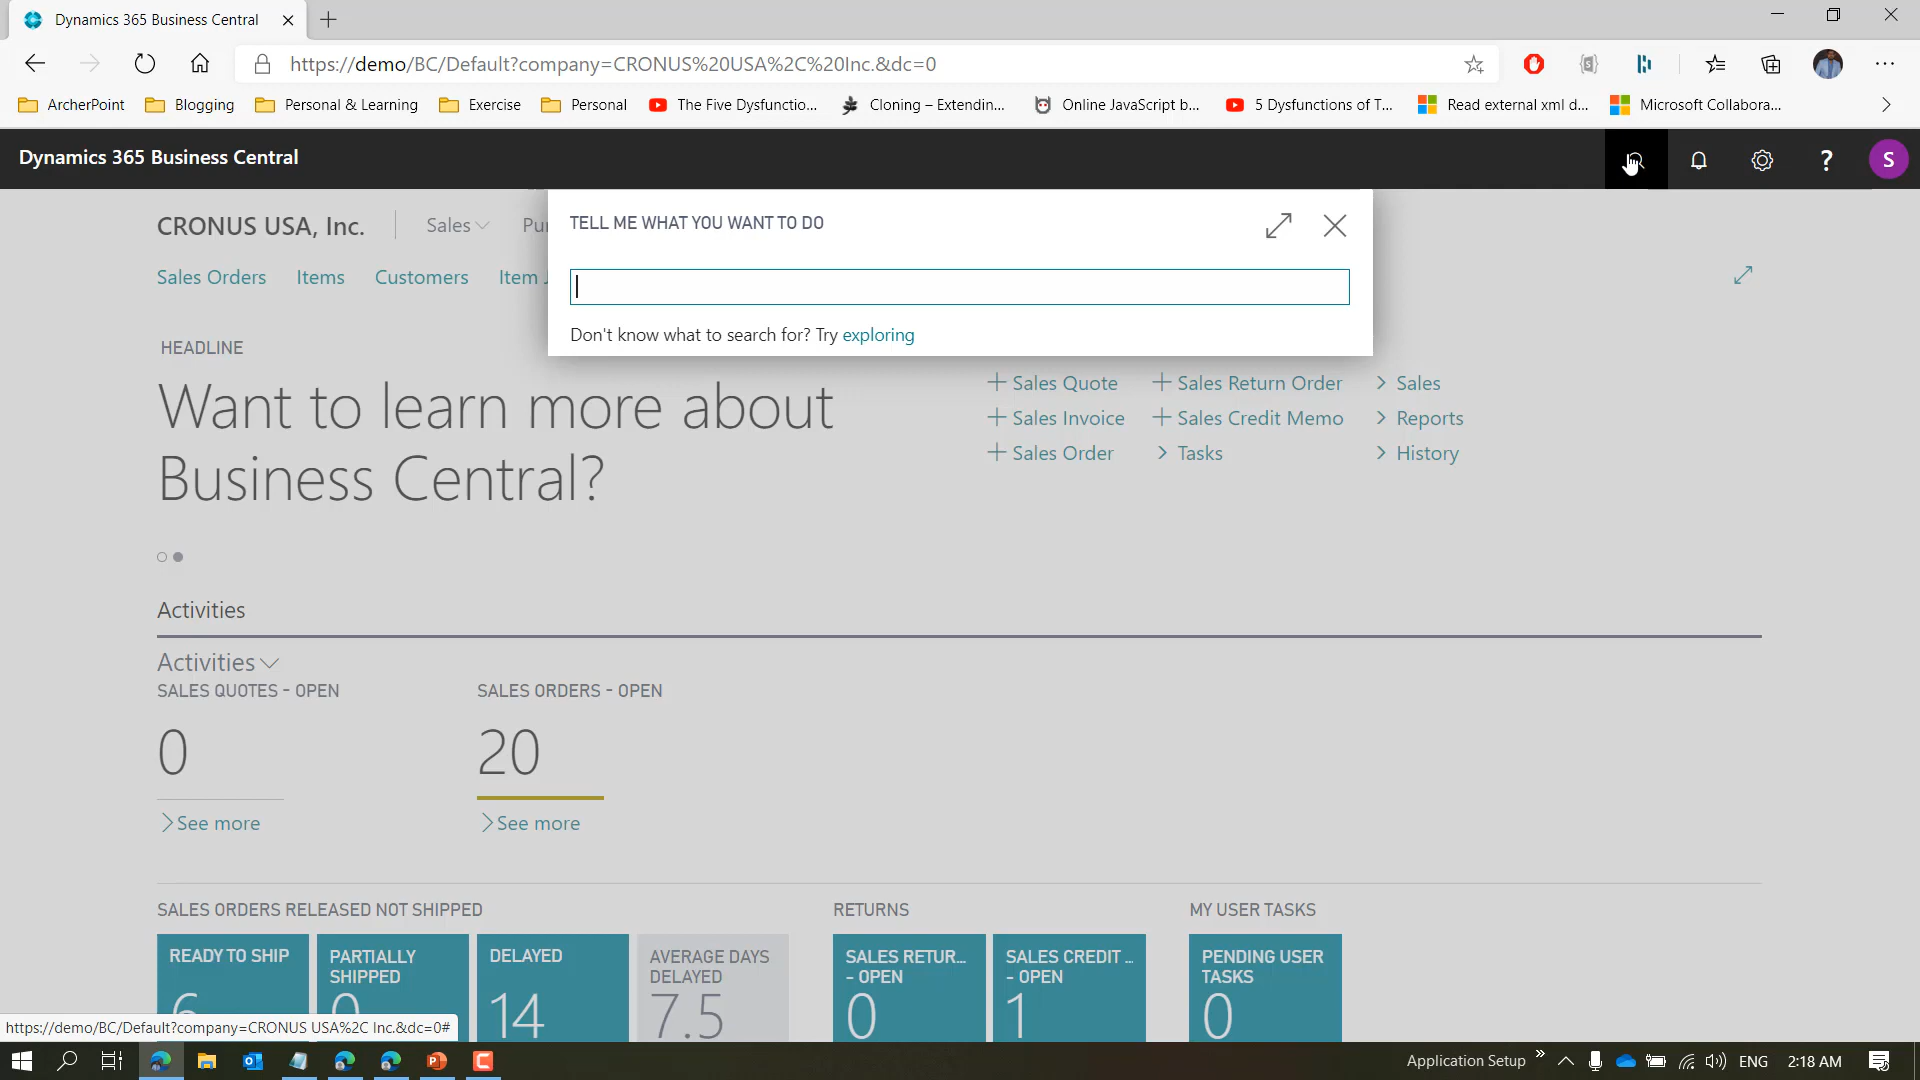 Dynamics 365 Business Central
https://demo/BC/Default?company=CRONUS%20USA%2C%20Inc.&dc=0
ArcherPoint Blogging Personal & Learning Exercise Personal The Five Dysfunctio... Cloning – Extendin... Online JavaScript b... 5 Dysfunctions of T... Read external xml d... Microsoft Collabora...
Dynamics 365 Business Central ? S
CRONUS USA, Inc. Sales Pu
TELL ME WHAT YOU WANT TO DO
Sales Orders Items Customers Item J
Don't know what to search for? Try exploring
HEADLINE
Want to learn more about
Business Central?
+ Sales Quote + Sales Return Order > Sales
+ Sales Invoice + Sales Credit Memo > Reports
+ Sales Order > Tasks > History
Activities
Activities
SALES QUOTES - OPEN SALES ORDERS - OPEN
0 20
>See more >See more
SALES ORDERS RELEASED NOT SHIPPED RETURNS MY USER TASKS
READY TO SHIP PARTIALLY SHIPPED DELAYED AVERAGE DAYS DELAYED SALES RETUR... - OPEN SALES CREDIT ... - OPEN PENDING USER TASKS
6 0 14 7.5 0 1 0
https://demo/BC/Default?company=CRONUS USA%2C Inc.&dc=0#
Application Setup » ENG 2:18 AM